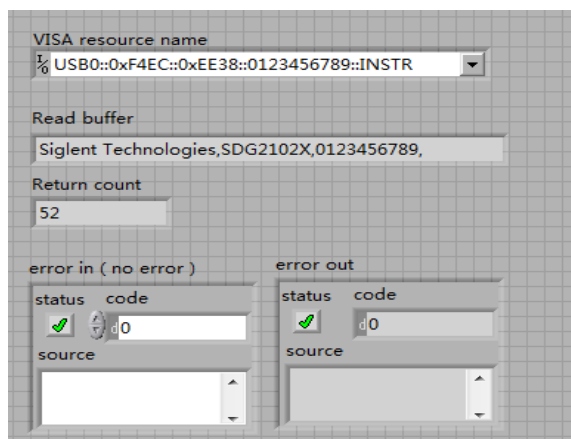 VISA resource name
USB0::0xF4EC::0xEE38::0123456789::INSTR
Read buffer
Siglent Technologies,SDG2102X,0123456789,
Return count
52
error in ( no error )
status code
d 0
source
error out
status code
d 0
source